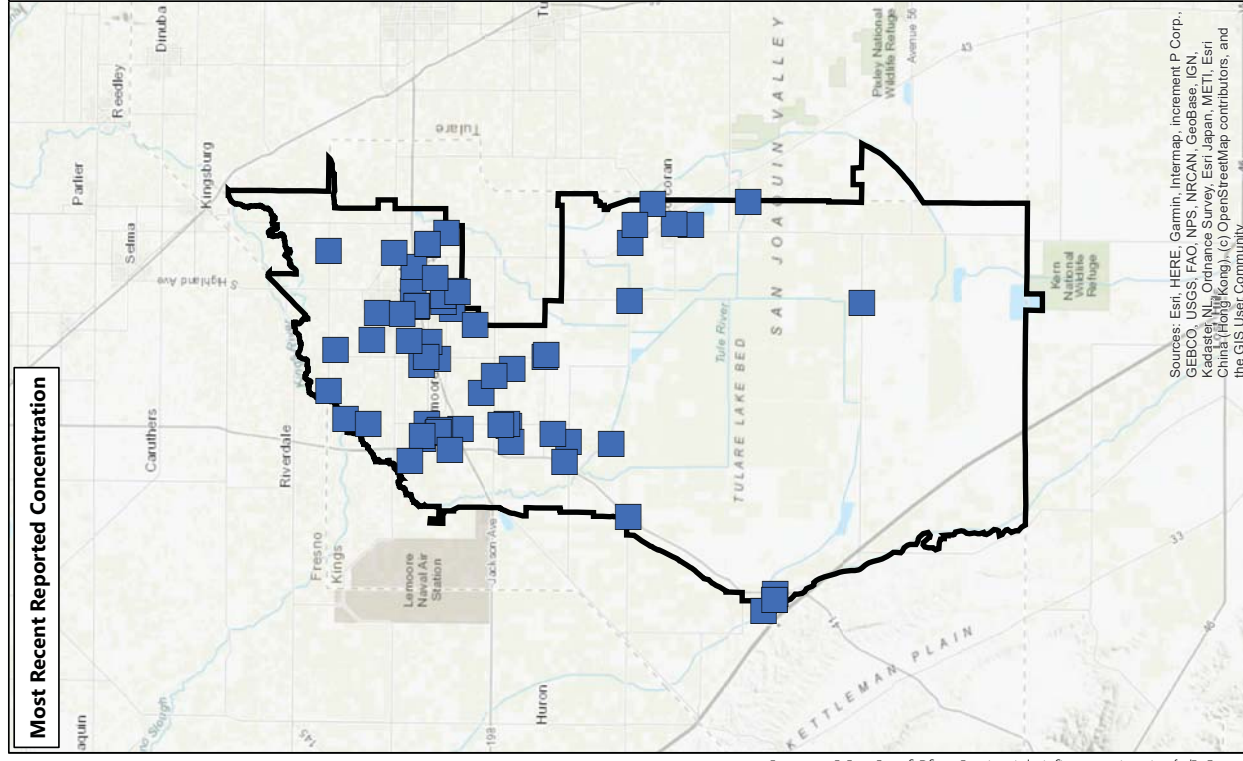 Most Recent Reported Concentration
Dinuba
Reedley
Parlier
Kingsburg
Selma
S Highland Ave
Caruthers
Riverdale
Fresno
Kings
Tulare
Lemoore
Naval Air
Station
Jackson Ave
198
145
Huron
Tule River
TULARE LAKE BED
SAN JOAQUIN VALLEY
Pixley National
Wildlife Refuge
Avenue 56
43
Kern
National
Wildlife
Refuge
KETTLEMAN PLAIN
41
33
46
Sources: Esri, HERE, Garmin, Intermap, increment P Corp.,
GEBCO, USGS, FAO, NPS, NRCAN, GeoBase, IGN,
Kadaster NL, Ordnance Survey, Esri Japan, METI, Esri
China (Hong Kong), (c) OpenStreetMap contributors, and
the GIS User Community